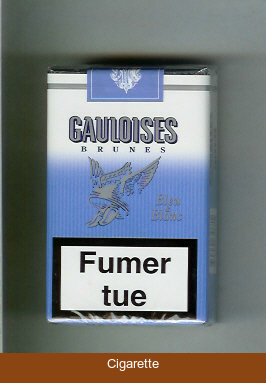 GAULOISES
BRUNES
Bleu
& Blanc
Fumer
tue
Cigarette